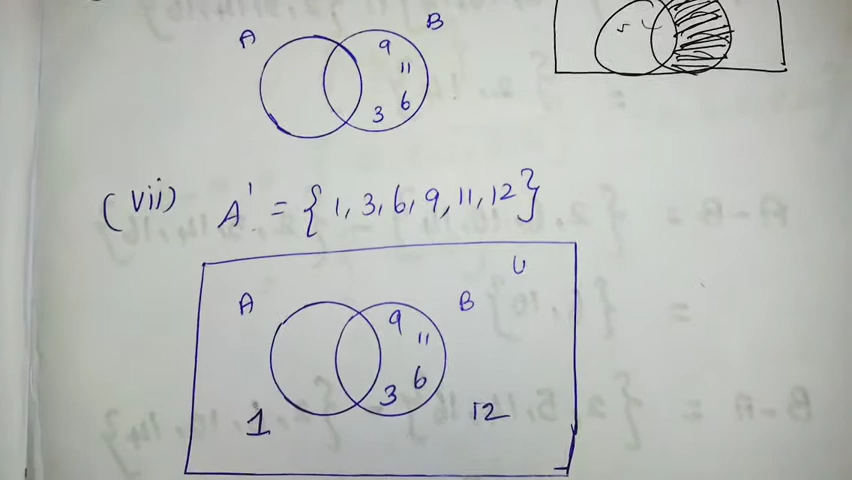 A B
9
11
6
3
(vii) A' = {1, 3, 6, 9, 11, 12}
U
A B
9
11
6
3
1 12